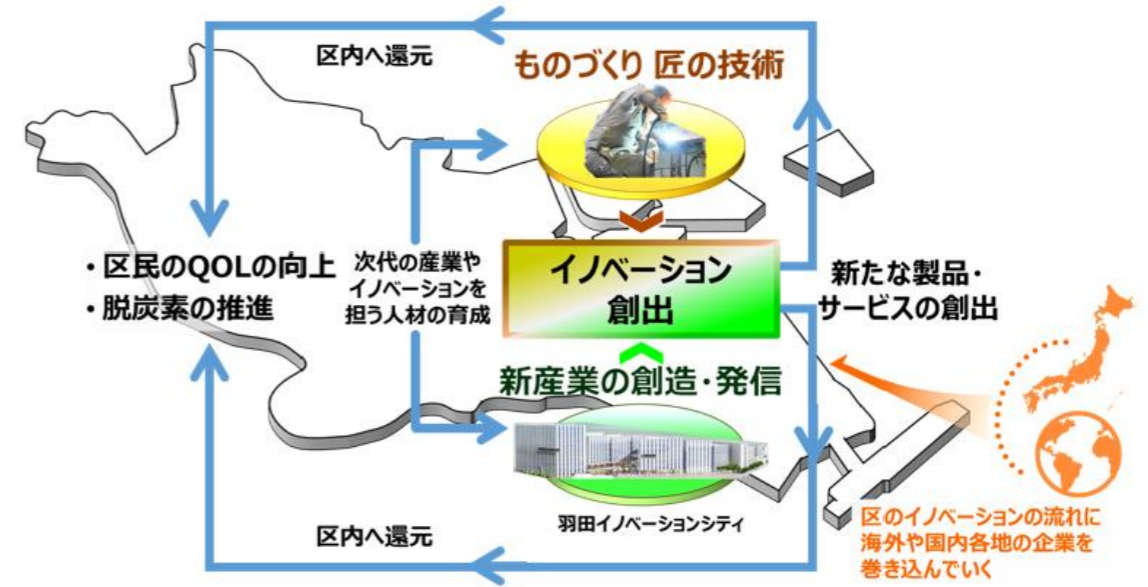 区内へ還元
ものづくり 匠の技術
・区民のQOLの向上
・脱炭素の推進
次代の産業や
イノベーションを
担う人材の育成
イノベーション
創出
新たな製品・
サービスの創出
新産業の創造・発信
羽田イノベーションシティ
区内へ還元
区のイノベーションの流れに
海外や国内各地の企業を
巻き込んでいく